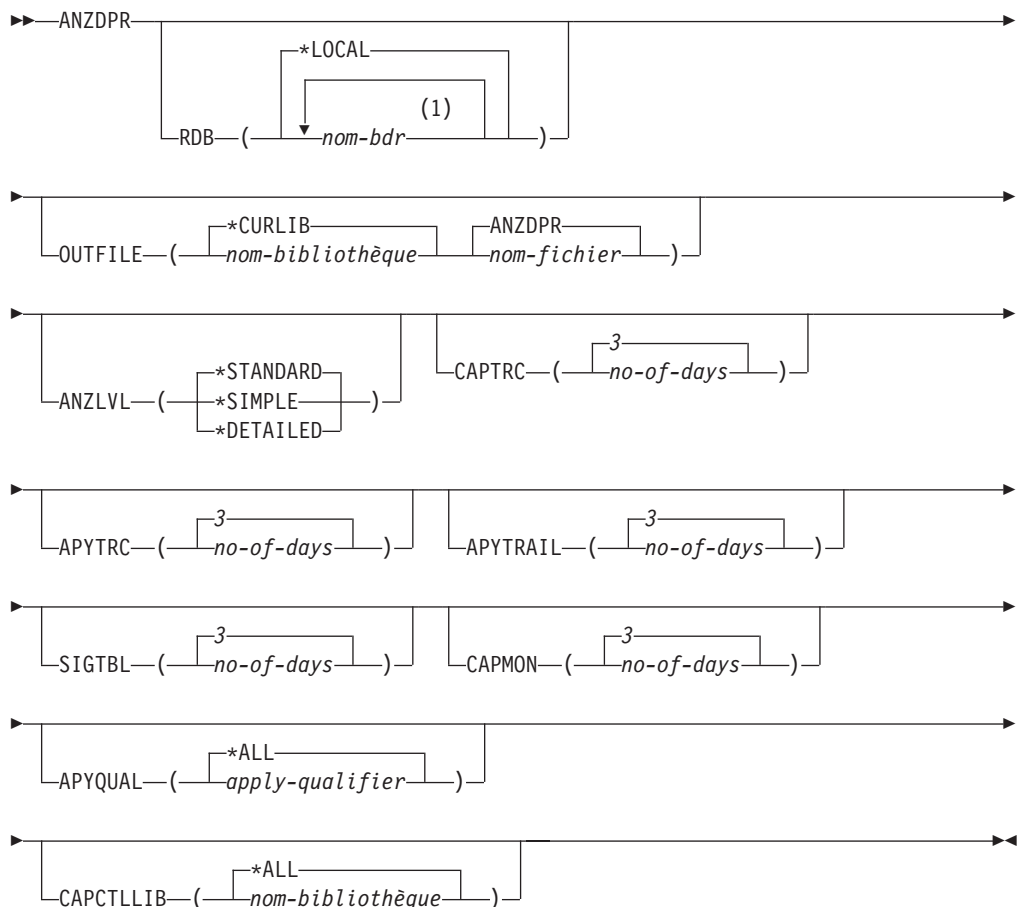 ANZDPR
*LOCAL
(1)
RDB ( nom-bdr )
*CURLIB ANZDPR
OUTFILE ( nom-bibliothèque nom-fichier )
*STANDARD
ANZLVL ( *SIMPLE )
*DETAILED
3
CAPTRC ( no-of-days )
3
APYTRC ( no-of-days )
3
APYTRAIL ( no-of-days )
3
SIGTBL ( no-of-days )
3
CAPMON ( no-of-days )
*ALL
APYQUAL ( apply-qualifier )
*ALL
CAPCTLLIB ( nom-bibliothèque )